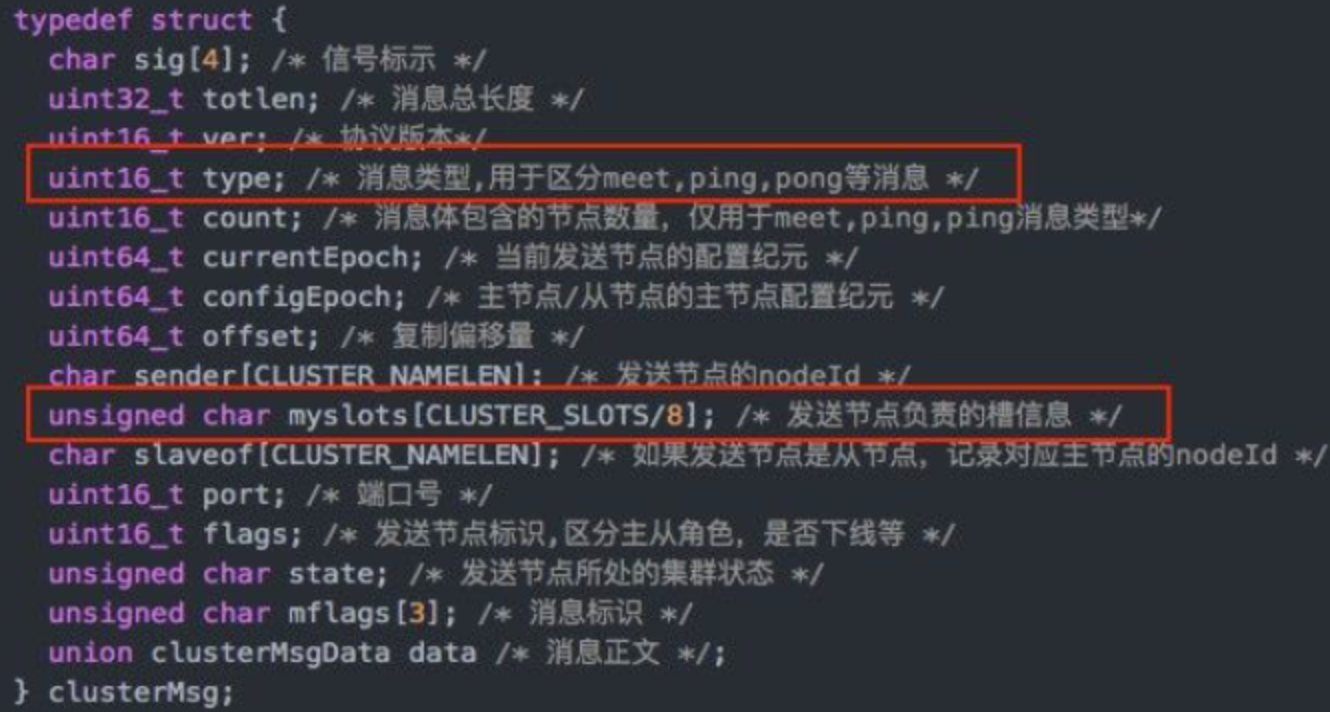 typedef struct {
char sig[4]; /* 信号标示 */
uint32_t totlen; /* 消息总长度 */
uint16_t ver; /* 协议版本*/
uint16_t type; /* 消息类型,用于区分meet,ping,pong等消息 */
uint16_t count; /* 消息体包含的节点数量，仅用于meet,ping,ping消息类型*/
uint64_t currentEpoch; /* 当前发送节点的配置纪元 */
uint64_t configEpoch; /* 主节点/从节点的主节点配置纪元 */
uint64_t offset; /* 复制偏移量 */
char sender[CLUSTER_NAMELEN]; /* 发送节点的nodeId */
unsigned char myslots[CLUSTER_SLOTS/8]; /* 发送节点负责的槽信息 */
char slaveof[CLUSTER_NAMELEN]; /* 如果发送节点是从节点，记录对应主节点的nodeId */
uint16_t port; /* 端口号 */
uint16_t flags; /* 发送节点标识,区分主从角色，是否下线等 */
unsigned char state; /* 发送节点所处的集群状态 */
unsigned char mflags[3]; /* 消息标识 */
union clusterMsgData data /* 消息正文 */;
} clusterMsg;